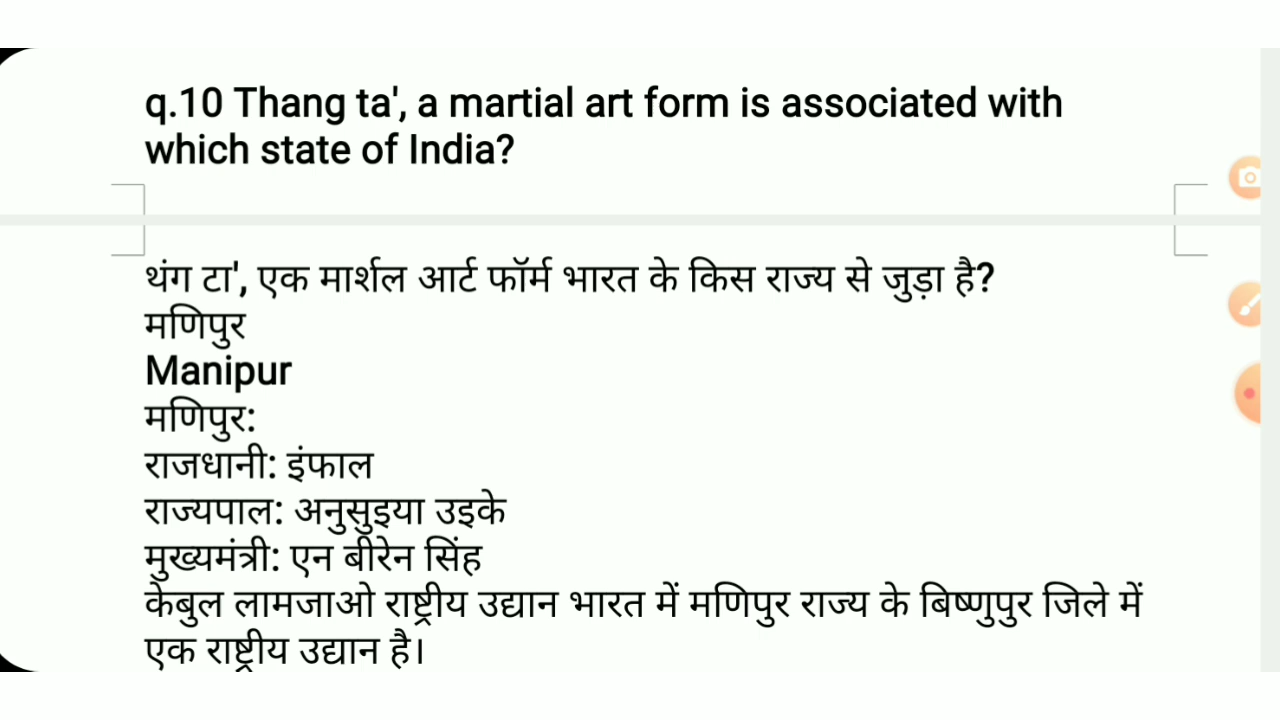 q.10 Thang ta', a martial art form is associated with
which state of India?
थंग टा', एक मार्शल आर्ट फॉर्म भारत के किस राज्य से जुड़ा है?
मणिपुर
Manipur
मणिपुर:
राजधानी: इंफाल
राज्यपाल: अनुसुइया उइके
मुख्यमंत्री: एन बीरेन सिंह
केबुल लामजाओ राष्ट्रीय उद्यान भारत में मणिपुर राज्य के बिष्णुपुर जिले में
एक राष्ट्रीय उद्यान है।